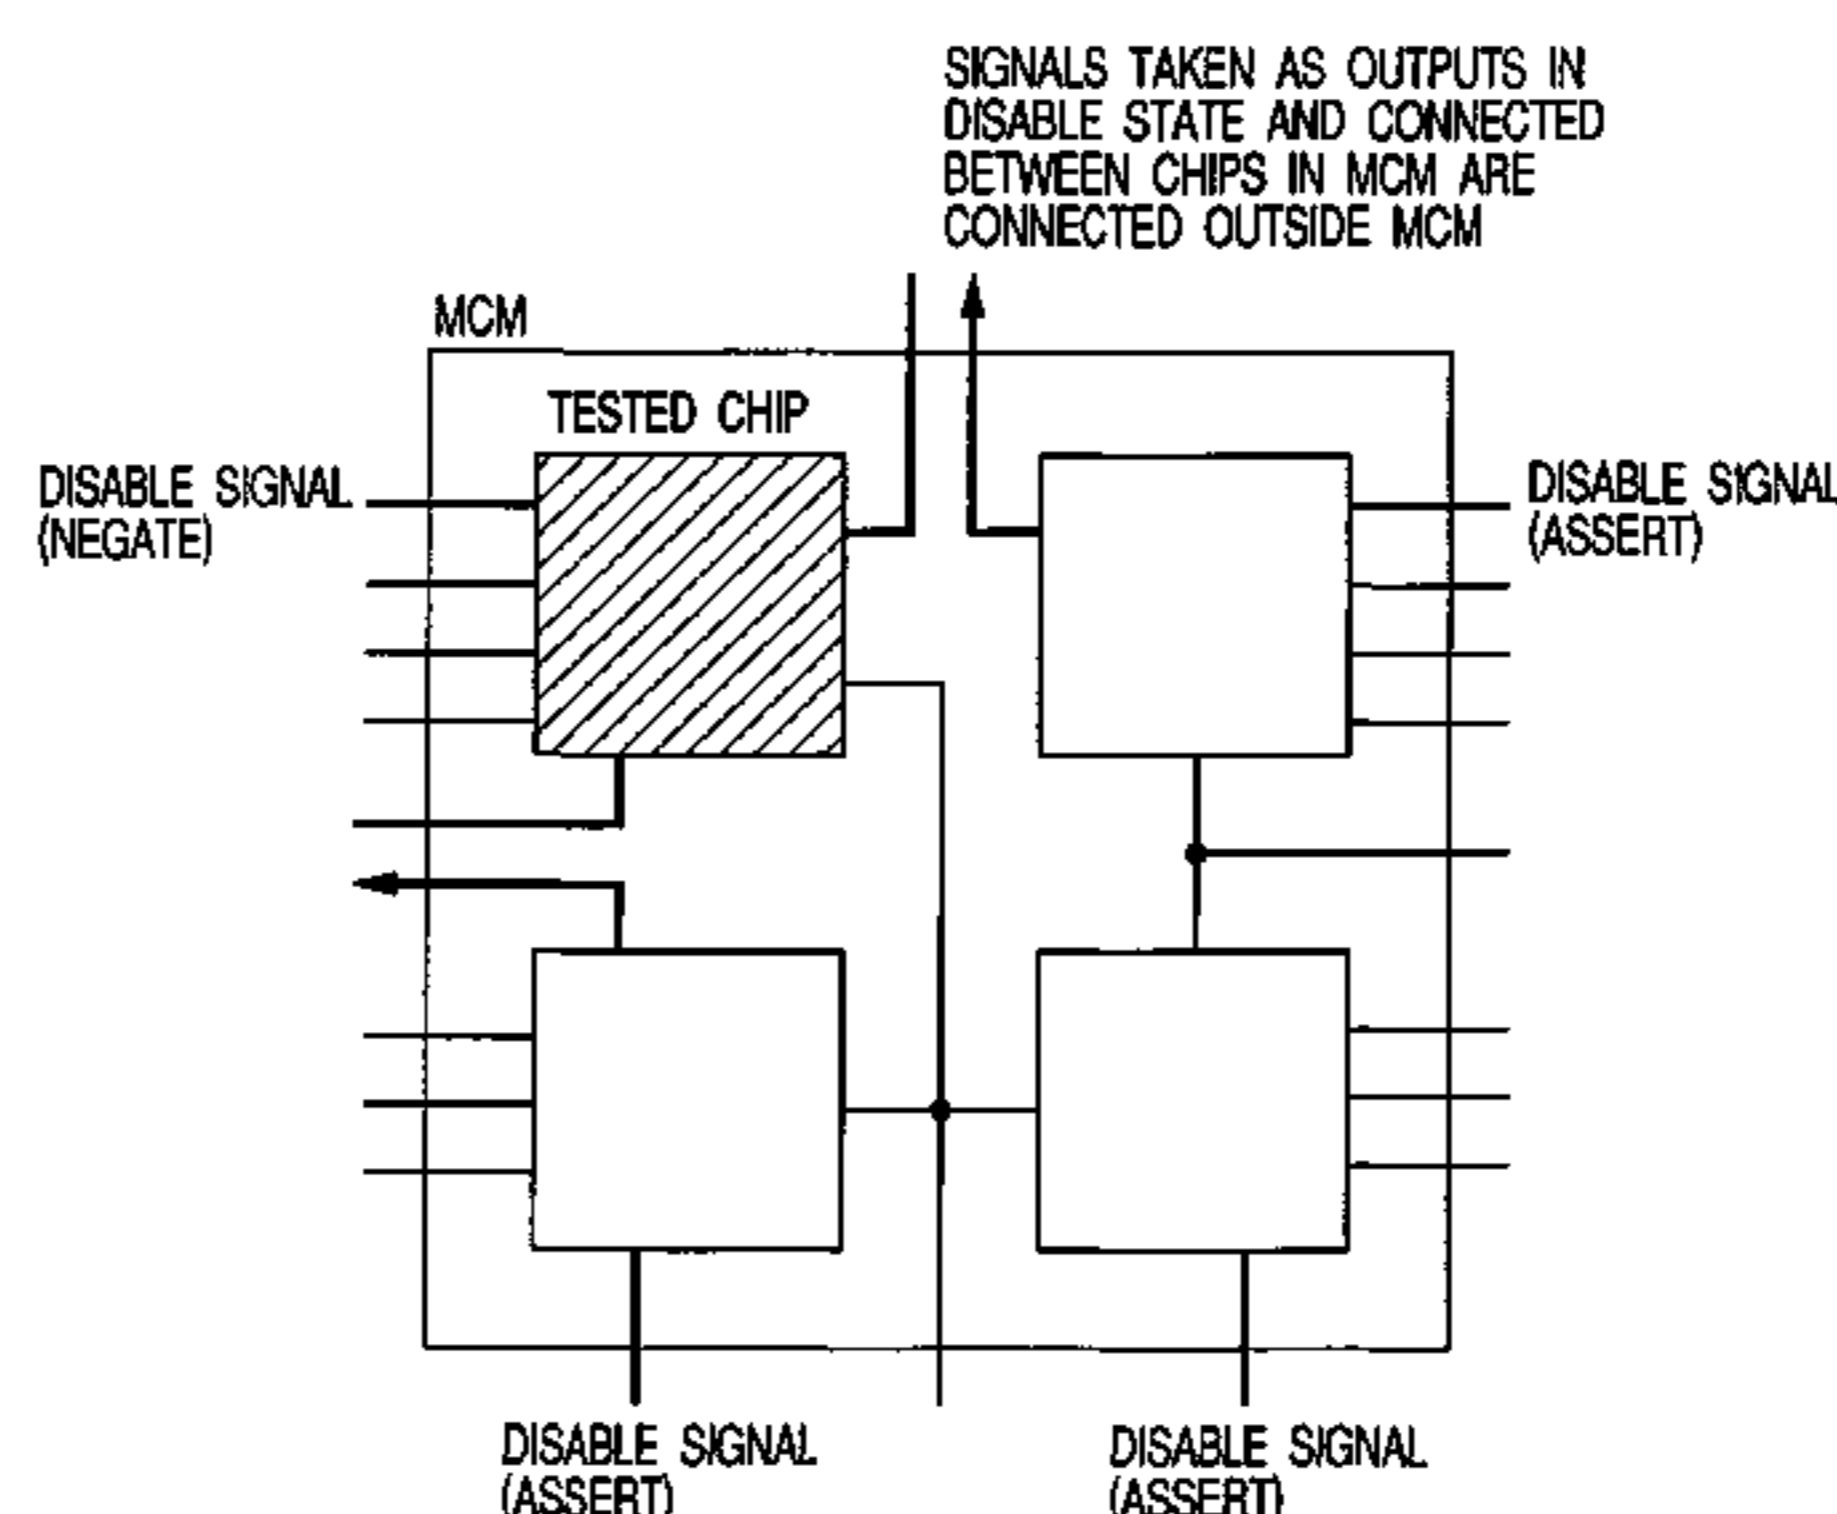 SIGNALS TAKEN AS OUTPUTS IN
DISABLE STATE AND CONNECTED
BETWEEN CHIPS IN MCM ARE
CONNECTED OUTSIDE MCM
MCM
TESTED CHIP
DISABLE SIGNAL
(NEGATE)
DISABLE SIGNAL
(ASSERT)
DISABLE SIGNAL
(ASSERT)
DISABLE SIGNAL
(ASSERT)